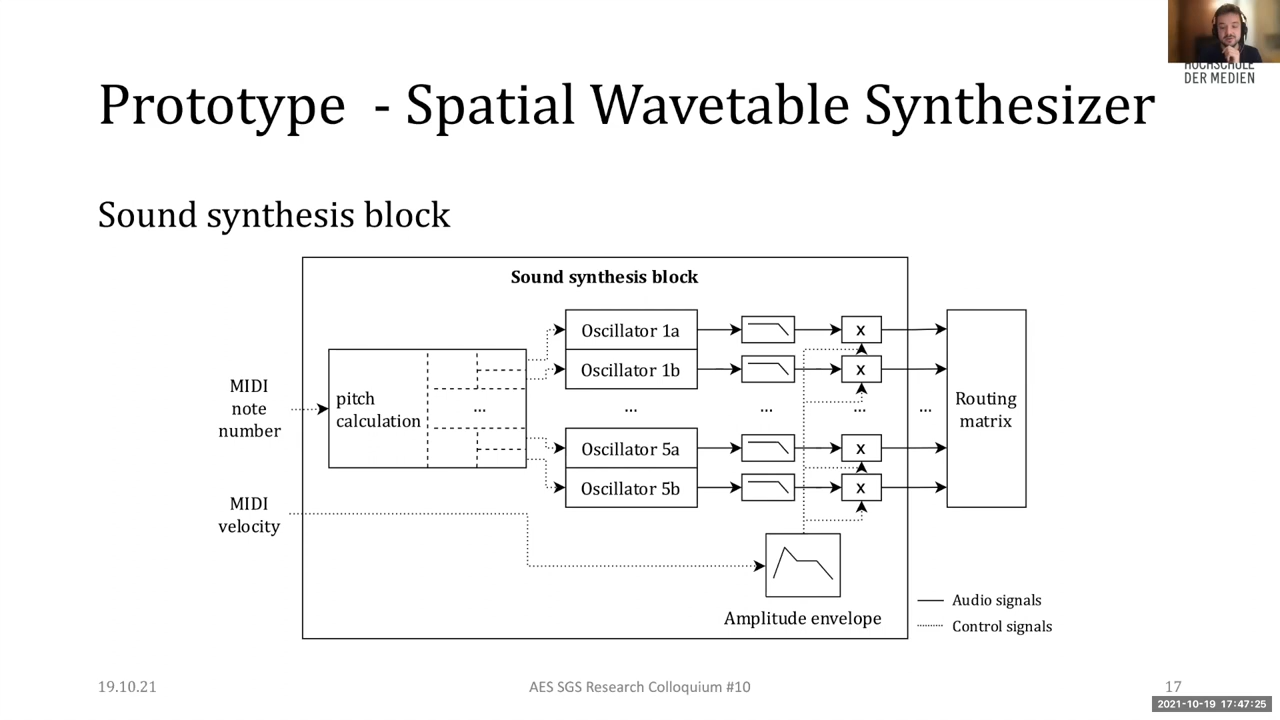 HOCHSCHULE
DER MEDIEN
Prototype - Spatial Wavetable Synthesizer
Sound synthesis block
Sound synthesis block
Oscillator 1a
x
Oscillator 1b
x
MIDI
note
number
pitch
calculation
...
...
...
...
...
Routing
matrix
Oscillator 5a
x
Oscillator 5b
x
MIDI
velocity
Amplitude envelope
Audio signals
Control signals
19.10.21
AES SGS Research Colloquium #10
17
2021-10-19 17:47:25